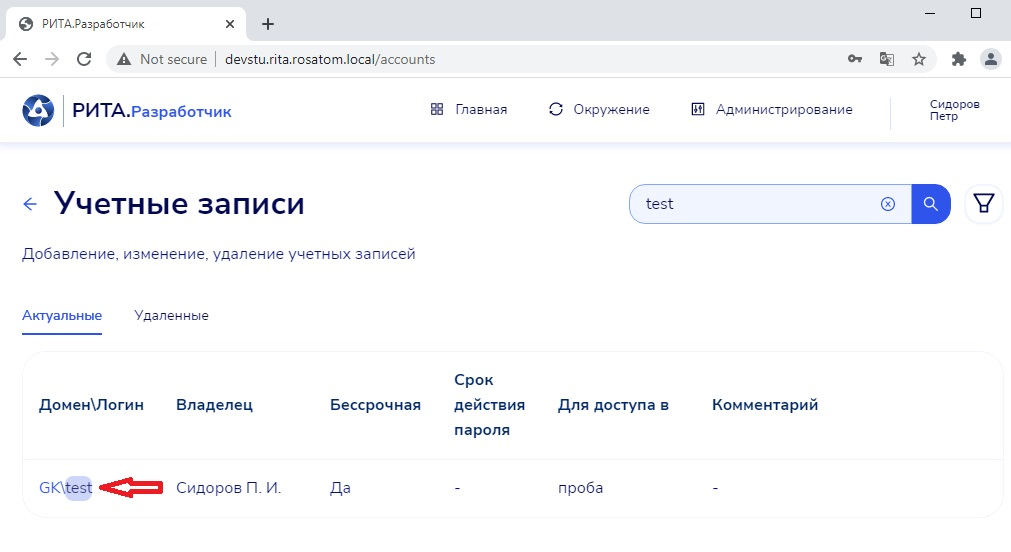 РИТА.Разработчик
Not secure
devstu.rita.rosatom.local/accounts
РИТА.Разработчик
Главная
Окружение
Администрирование
Сидоров
Петр
Учетные записи
test
Добавление, изменение, удаление учетных записей
Актуальные
Удаленные
Домен\Логин
Владелец
Бессрочная
Срок
действия
пароля
Для доступа в
Комментарий
GK\test
Сидоров П. И.
Да
-
проба
-